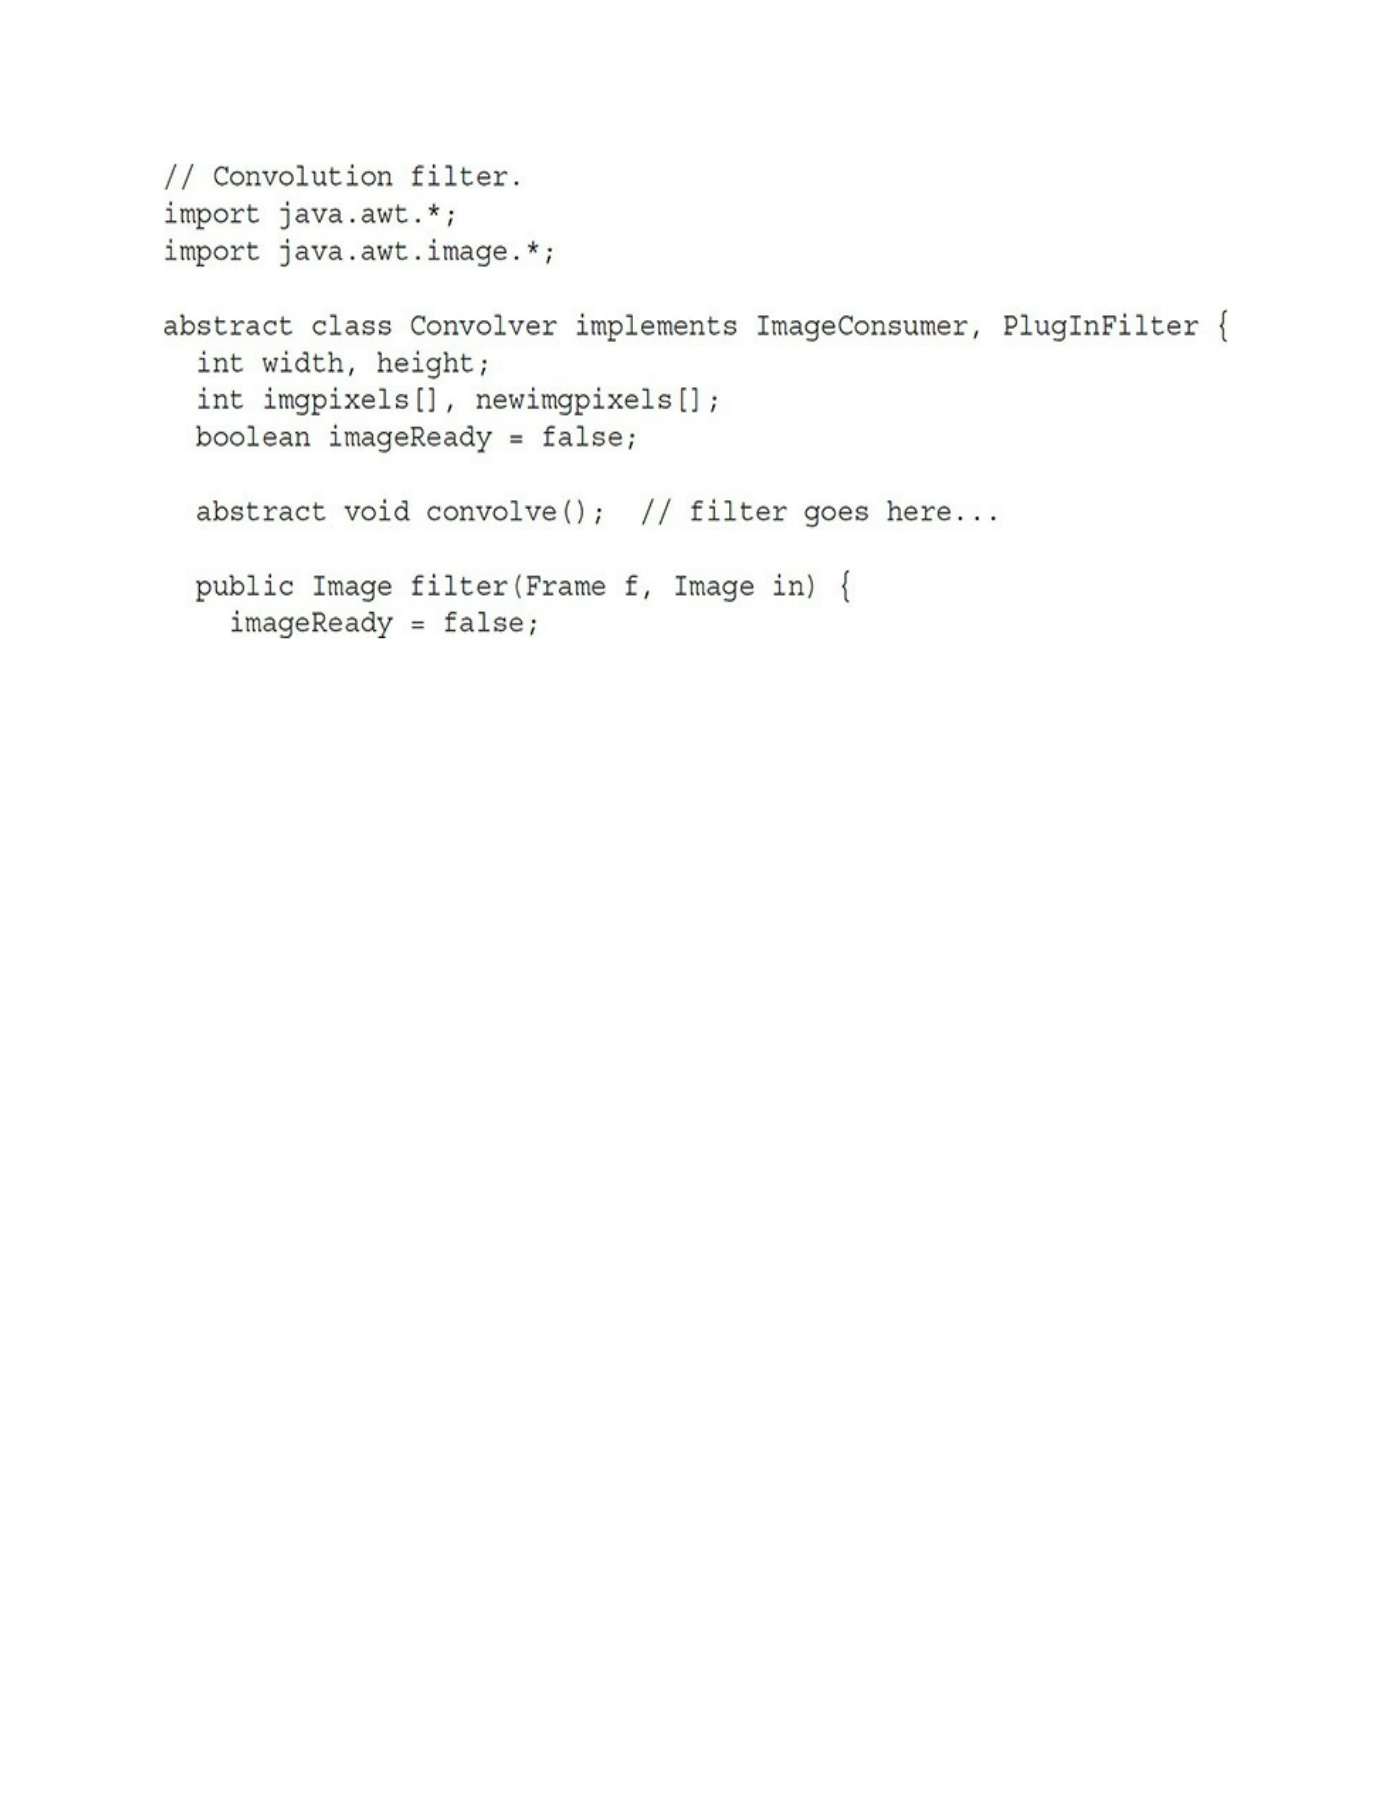 // Convolution filter.
import java.awt.*;
import java.awt.image.*;

abstract class Convolver implements ImageConsumer, PlugInFilter {
  int width, height;
  int imgpixels[], newimgpixels[];
  boolean imageReady = false;

  abstract void convolve();  // filter goes here...

  public Image filter(Frame f, Image in) {
    imageReady = false;